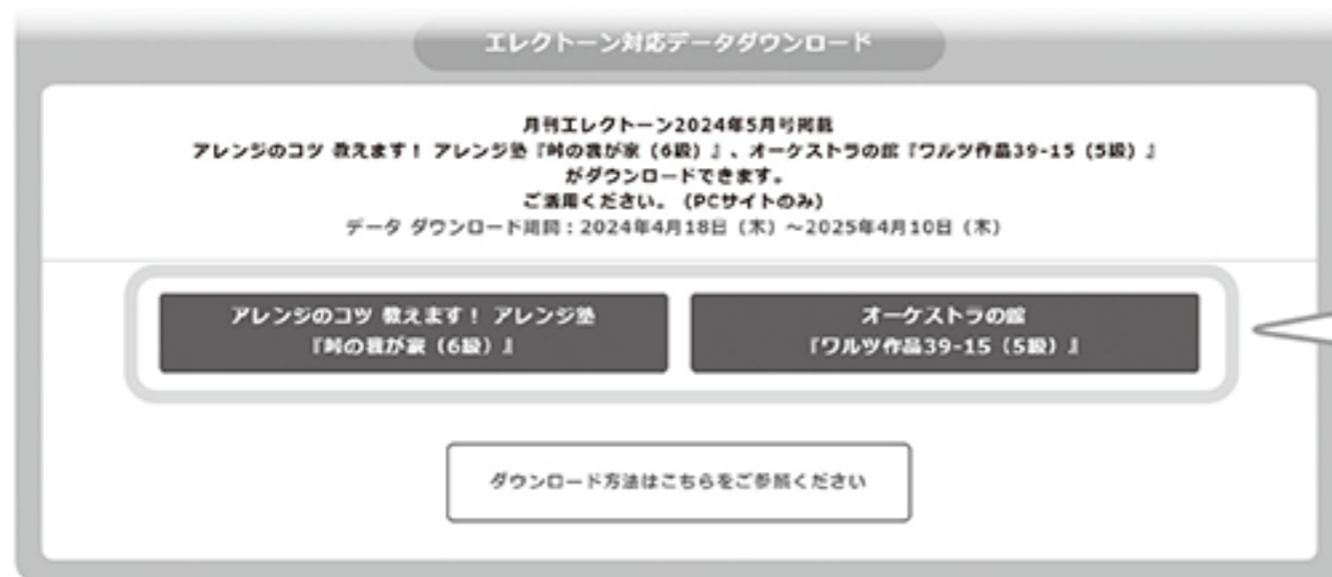 エレクトーン対応データダウンロード
月刊エレクトーン2024年5月号掲載
アレンジのコツ 教えます! アレンジ塾『峠の我が家(6級)』、オーケストラの館『ワルツ作品39-15(5級)』
がダウンロードできます。
ご活用ください。(PCサイトのみ)
データ ダウンロード期間:2024年4月18日(木)~2025年4月10日(木)
アレンジのコツ 教えます! アレンジ塾
『峠の我が家(6級)』
オーケストラの館
『ワルツ作品39-15(5級)』
ダウンロード方法はこちらをご参照ください